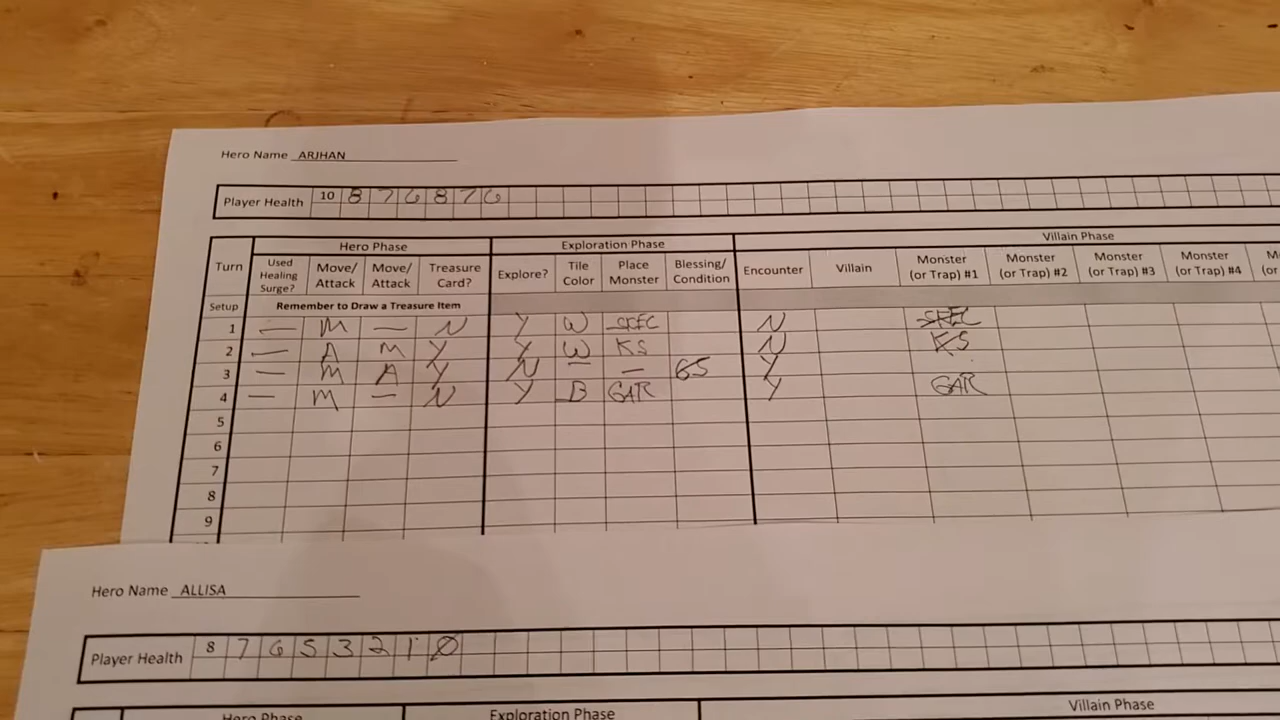 Hero Name ARJHAN
Player Health 10 8 7 6 8 7 6
Hero Phase Exploration Phase Villain Phase
Turn Used Healing Surge? Move/ Attack Move/ Attack Treasure Card? Explore? Tile Color Place Monster Blessing/ Condition Encounter Villain Monster (or Trap) #1 Monster (or Trap) #2 Monster (or Trap) #3 Monster (or Trap) #4
Setup Remember to Draw a Treasure Item
1 — M — N Y W N
2 — A M Y Y W KS N KS
3 — M A Y N — — Y
4 — M — N Y B GAR Y GAR
5
6
7
8
9
Hero Name ALLISA
Player Health 8 7 6 5 3 2 1 0
Hero Phase Exploration Phase Villain Phase